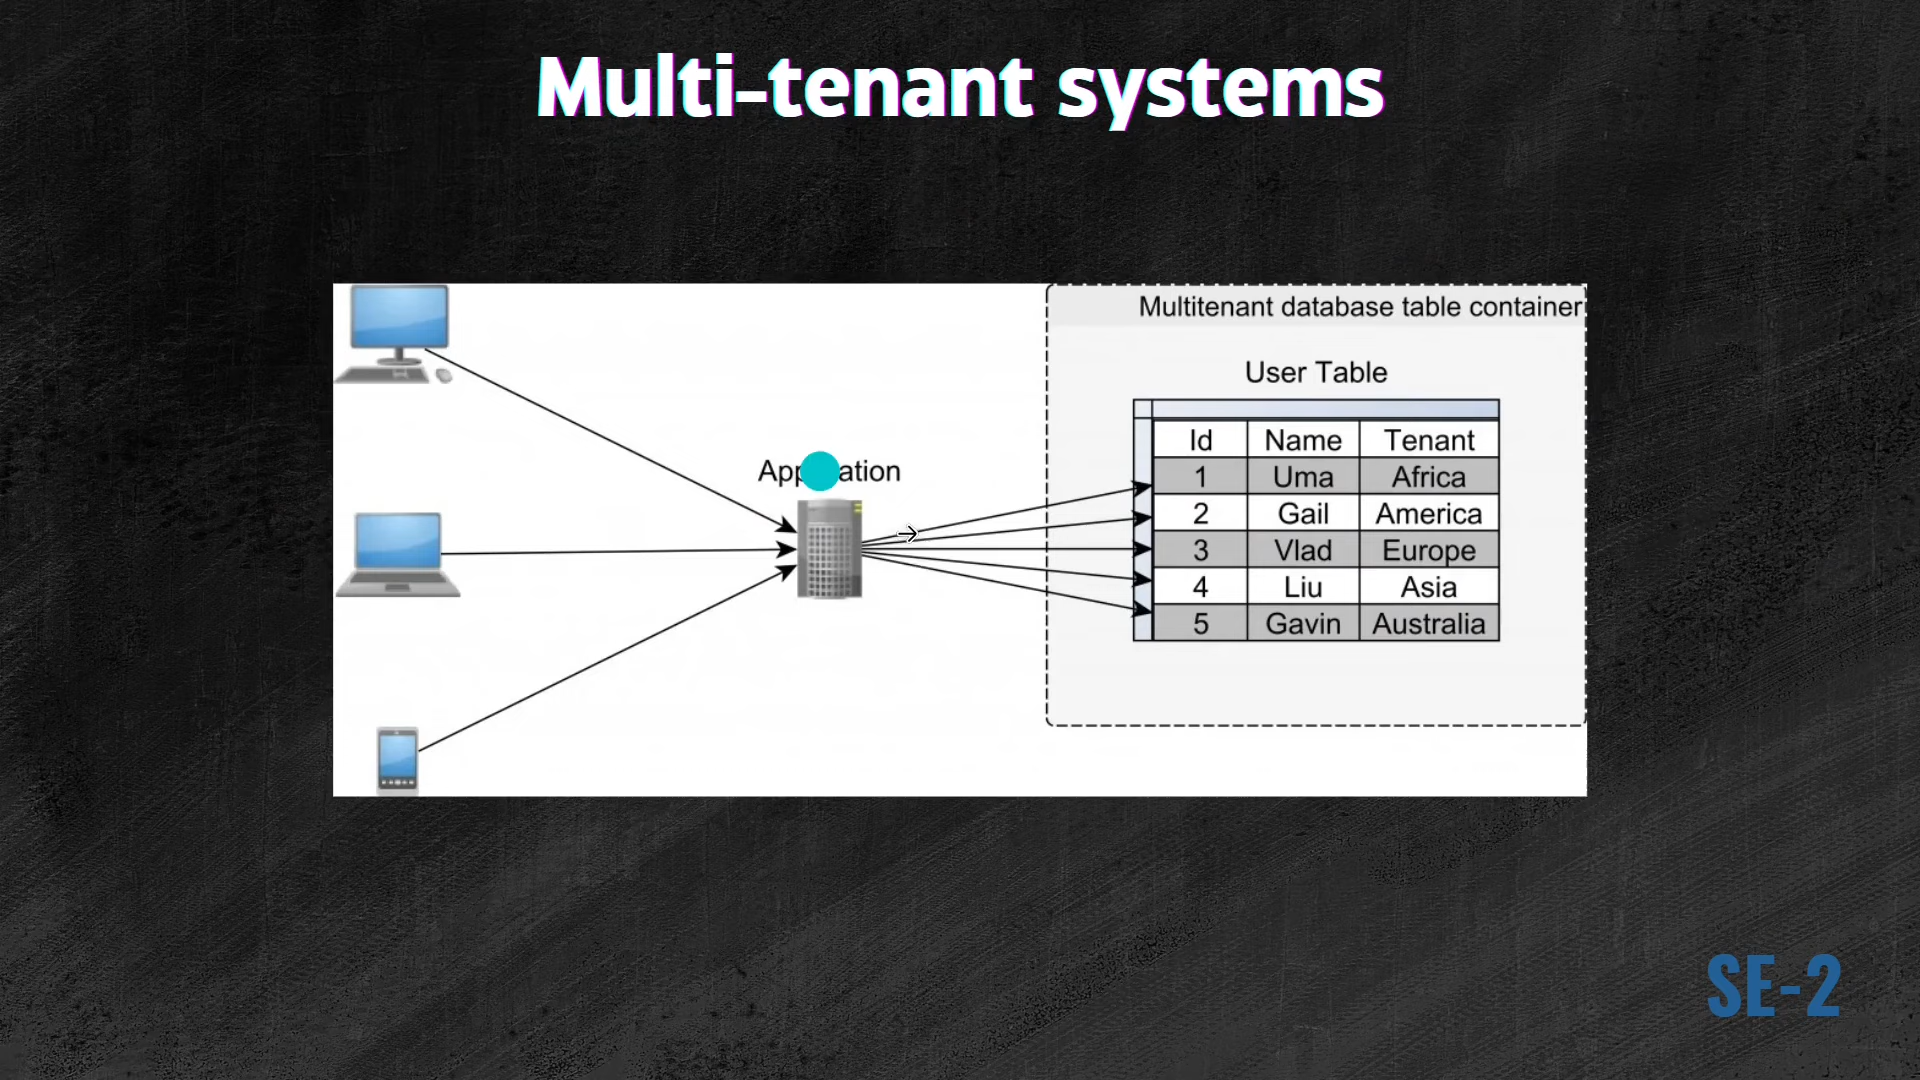 Multi-tenant systems
Multitenant database table container
User Table
Id Name Tenant
1 Uma Africa
2 Gail America
3 Vlad Europe
4 Liu Asia
5 Gavin Australia
SE-2